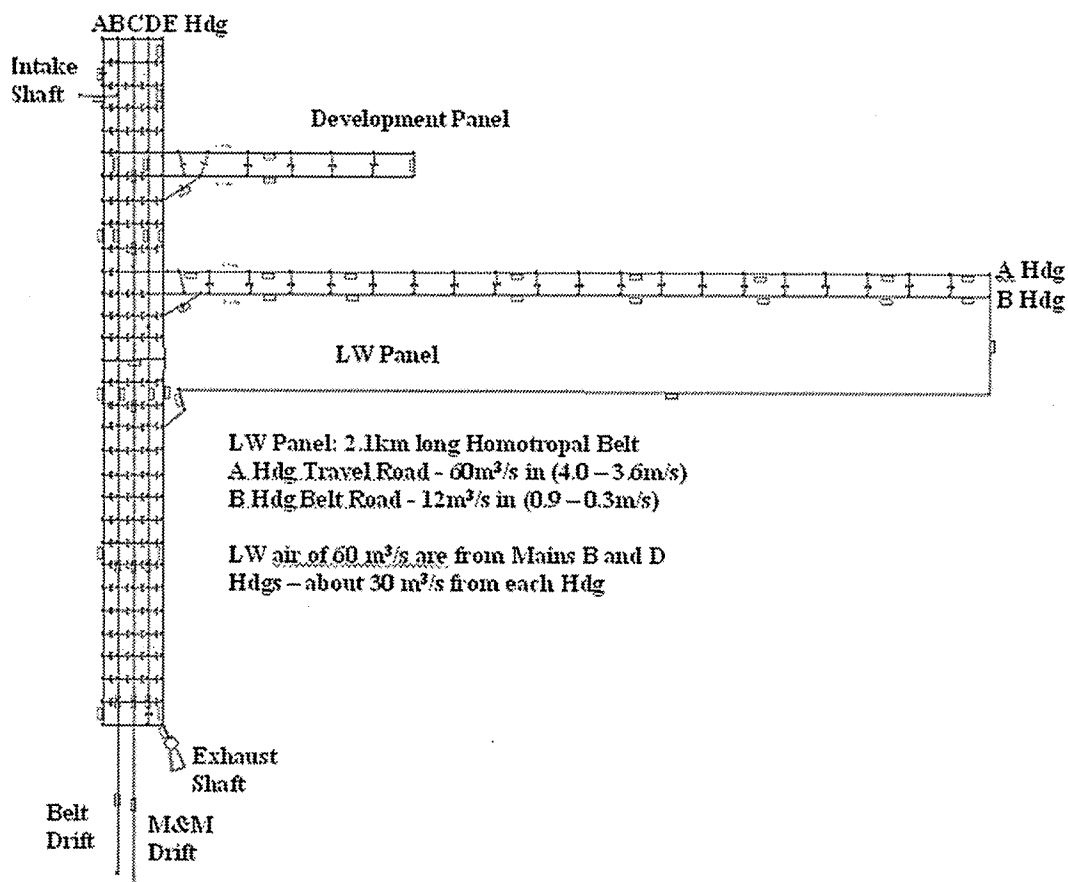 ABCDE Hdg
Intake
Shaft
Development Panel
A Hdg
B Hdg
LW Panel
LW Panel: 2.1km long Homotropal Belt
A Hdg Travel Road - 60m³/s in (4.0 – 3.6m/s)
B Hdg Belt Road - 12m³/s in (0.9 – 0.3m/s)
LW air of 60 m³/s are from Mains B and D
Hdgs – about 30 m³/s from each Hdg
Exhaust
Shaft
Belt
Drift
M&M
Drift